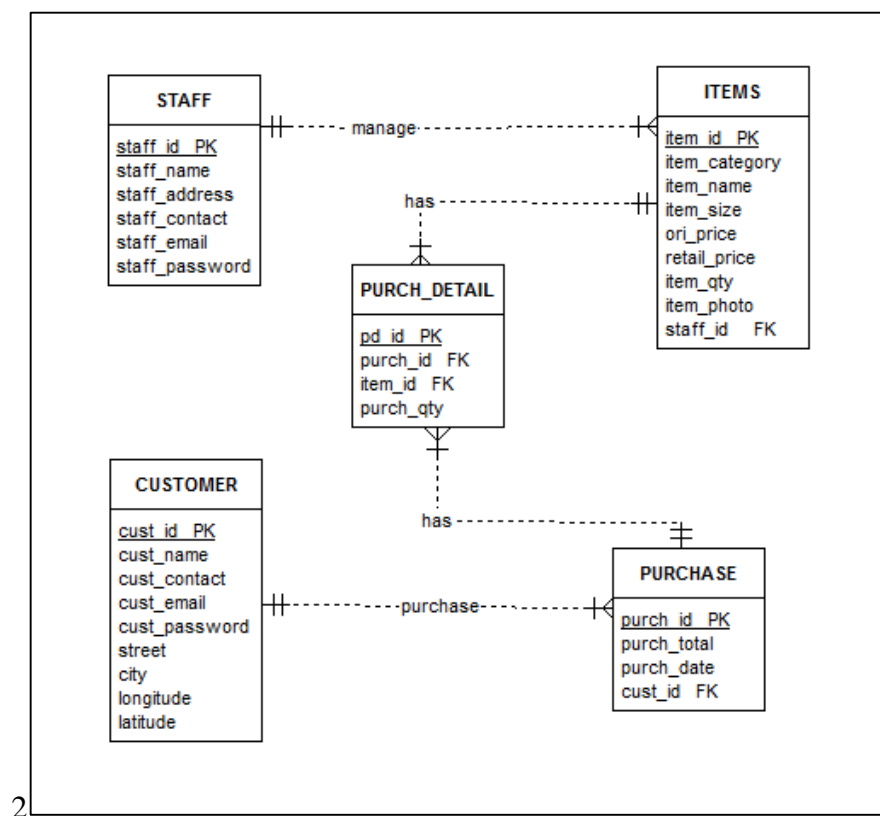 STAFF
staff_id PK
staff_name
staff_address
staff_contact
staff_email
staff_password
manage
ITEMS
item_id PK
item_category
item_name
item_size
ori_price
retail_price
item_qty
item_photo
staff_id FK
has
PURCH_DETAIL
pd_id PK
purch_id FK
item_id FK
purch_qty
has
CUSTOMER
cust_id PK
cust_name
cust_contact
cust_email
cust_password
street
city
longitude
latitude
purchase
PURCHASE
purch_id PK
purch_total
purch_date
cust_id FK
2